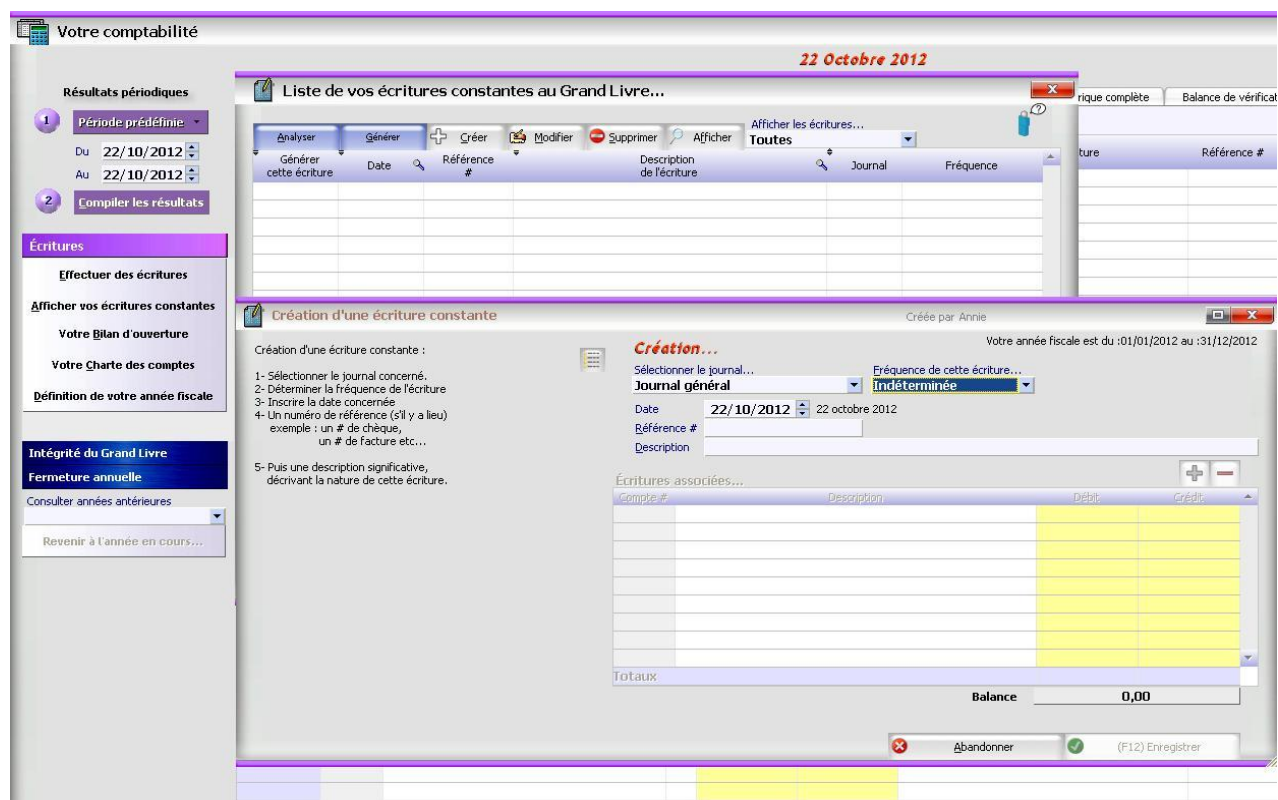 Votre comptabilité
22 Octobre 2012
Résultats périodiques
1 Période prédéfinie
Du 22/10/2012
Au 22/10/2012
2 Compiler les résultats
Écritures
Effectuer des écritures
Afficher vos écritures constantes
Votre Bilan d'ouverture
Votre Charte des comptes
Définition de votre année fiscale
Intégrité du Grand Livre
Fermeture annuelle
Consulter années antérieures
Revenir à l'année en cours...
Liste de vos écritures constantes au Grand Livre...
Analyser Générer Créer Modifier Supprimer Afficher
Afficher les écritures...
Toutes
Générer cette écriture Date Référence # Description de l'écriture Journal Fréquence
rique complète Balance de vérificat
ture Référence #
Création d'une écriture constante Créée par Annie
Création d'une écriture constante :
1- Sélectionner le journal concerné.
2- Déterminer la fréquence de l'écriture
3- Inscrire la date concernée
4- Un numéro de référence (s'il y a lieu)
exemple : un # de chèque,
un # de facture etc...
5- Puis une description significative,
décrivant la nature de cette écriture.
Création... Votre année fiscale est du :01/01/2012 au :31/12/2012
Sélectionner le journal... Fréquence de cette écriture...
Journal général Indéterminée
Date 22/10/2012 22 octobre 2012
Référence #
Description
Écritures associées...
Compte # Description Débit Crédit
Totaux
Balance 0,00
Abandonner (F12) Enregistrer